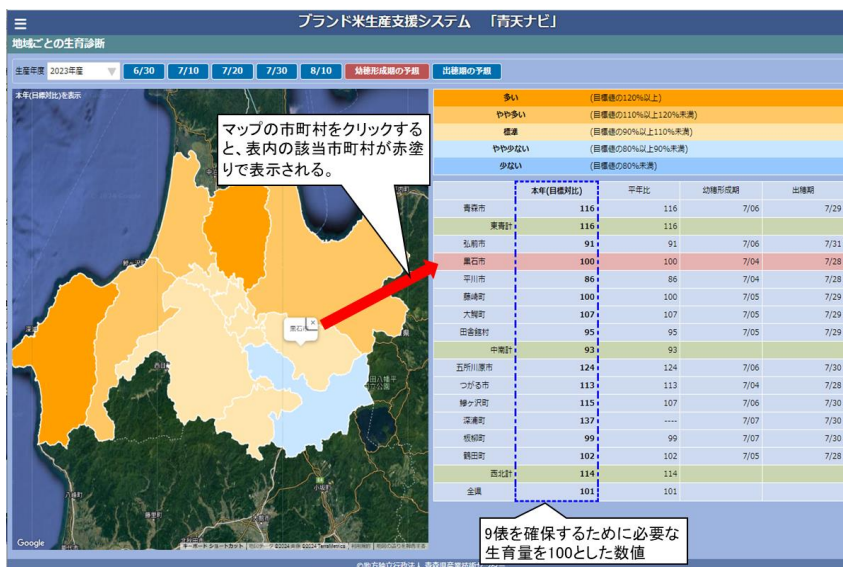 ブランド米生産支援システム 「青天ナビ」
地域ごとの生育診断
生産年度 2023年産 6/30 7/10 7/20 7/30 8/10 幼穂形成期の予想 出穂期の予想
本年(目標対比)を表示
マップの市町村をクリックする
と、表内の該当市町村が赤塗
りで表示される。
多い (目標値の120%以上)
やや多い (目標値の110%以上120%未満)
標準 (目標値の90%以上110%未満)
やや少ない (目標値の80%以上90%未満)
少ない (目標値の80%未満)
本年(目標対比) 平年比 幼穂形成期 出穂期
青森市 116 116 7/06 7/29
東青計 116 116
弘前市 91 91 7/06 7/31
黒石市 100 100 7/04 7/28
平川市 86 86 7/04 7/28
藤崎町 100 100 7/05 7/29
大鰐町 107 107 7/05 7/29
田舎館村 95 95 7/05 7/29
中南計 93 93
五所川原市 124 124 7/06 7/30
つがる市 113 113 7/04 7/28
鰺ヶ沢町 115 107 7/06 7/30
深浦町 137 ---- 7/07 7/30
板柳町 99 99 7/07 7/30
鶴田町 102 102 7/05 7/28
西北計 114 114
全県 101 101
黒石市
9俵を確保するために必要な
生育量を100とした数値
Google
キーボード ショートカット